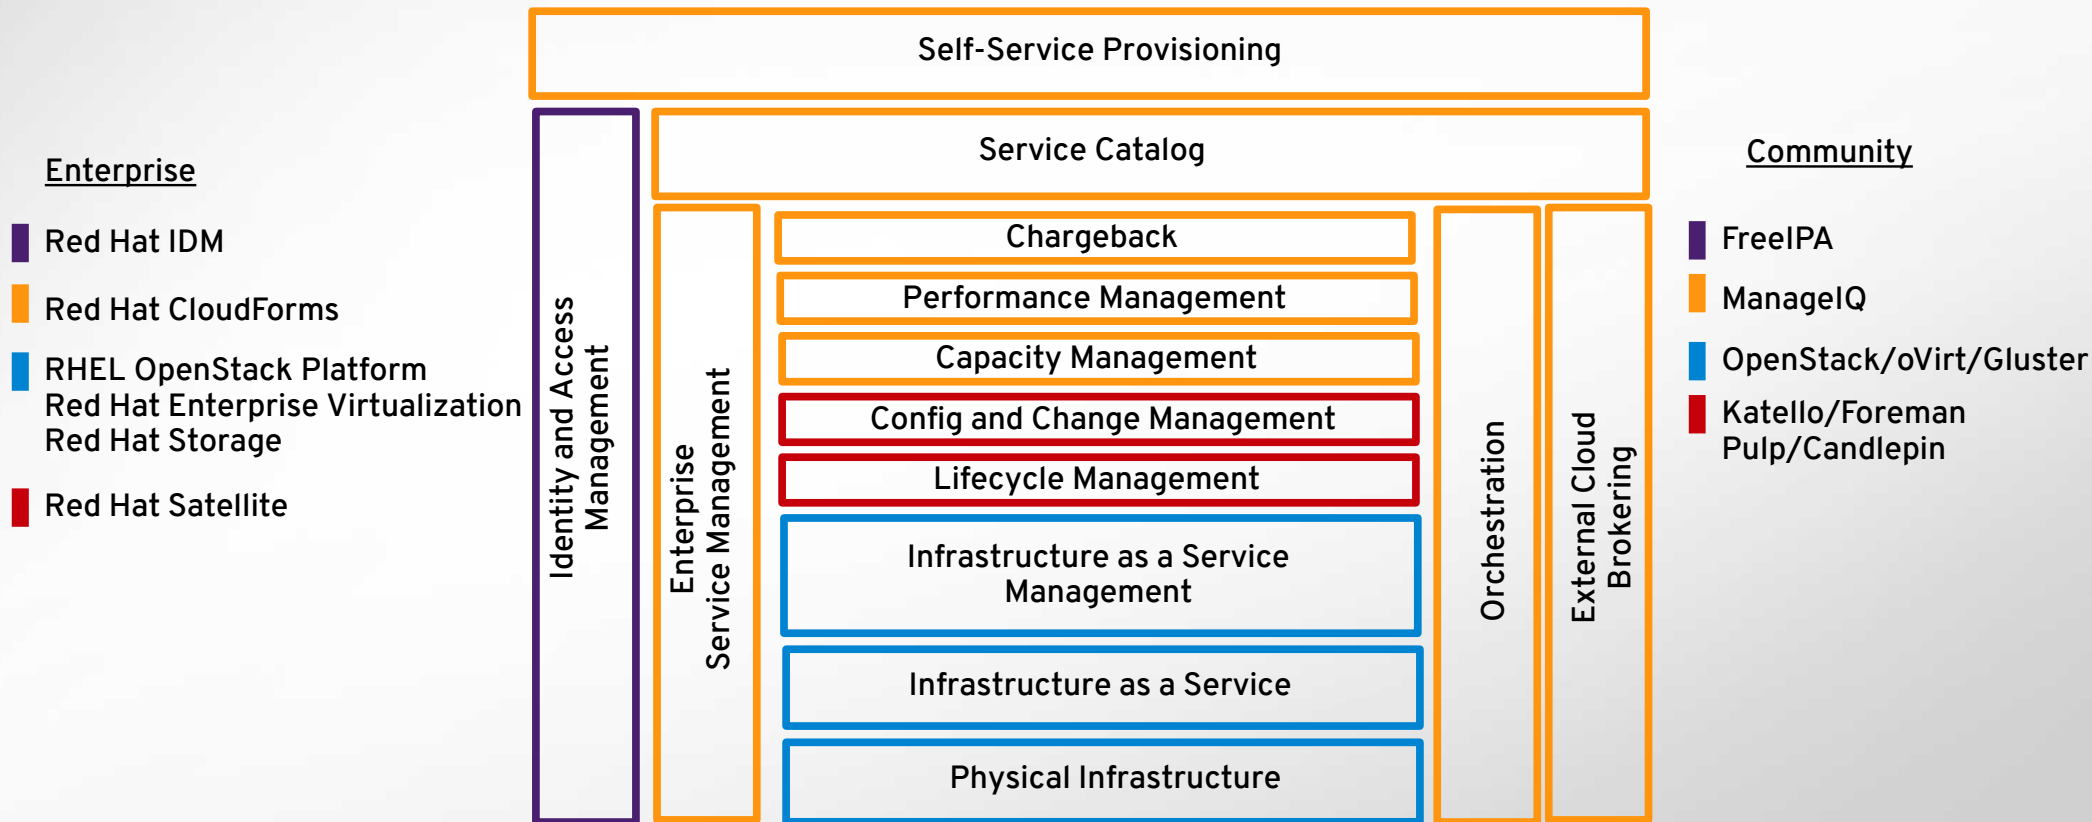 Self-Service Provisioning
Service Catalog
Enterprise
Red Hat IDM
Red Hat CloudForms
RHEL OpenStack Platform
Red Hat Enterprise Virtualization
Red Hat Storage
Red Hat Satellite
Identity and Access
Management
Enterprise
Service Management
Chargeback
Performance Management
Capacity Management
Config and Change Management
Lifecycle Management
Infrastructure as a Service
Management
Infrastructure as a Service
Physical Infrastructure
Orchestration
External Cloud
Brokering
Community
FreeIPA
ManageIQ
OpenStack/oVirt/Gluster
Katello/Foreman
Pulp/Candlepin